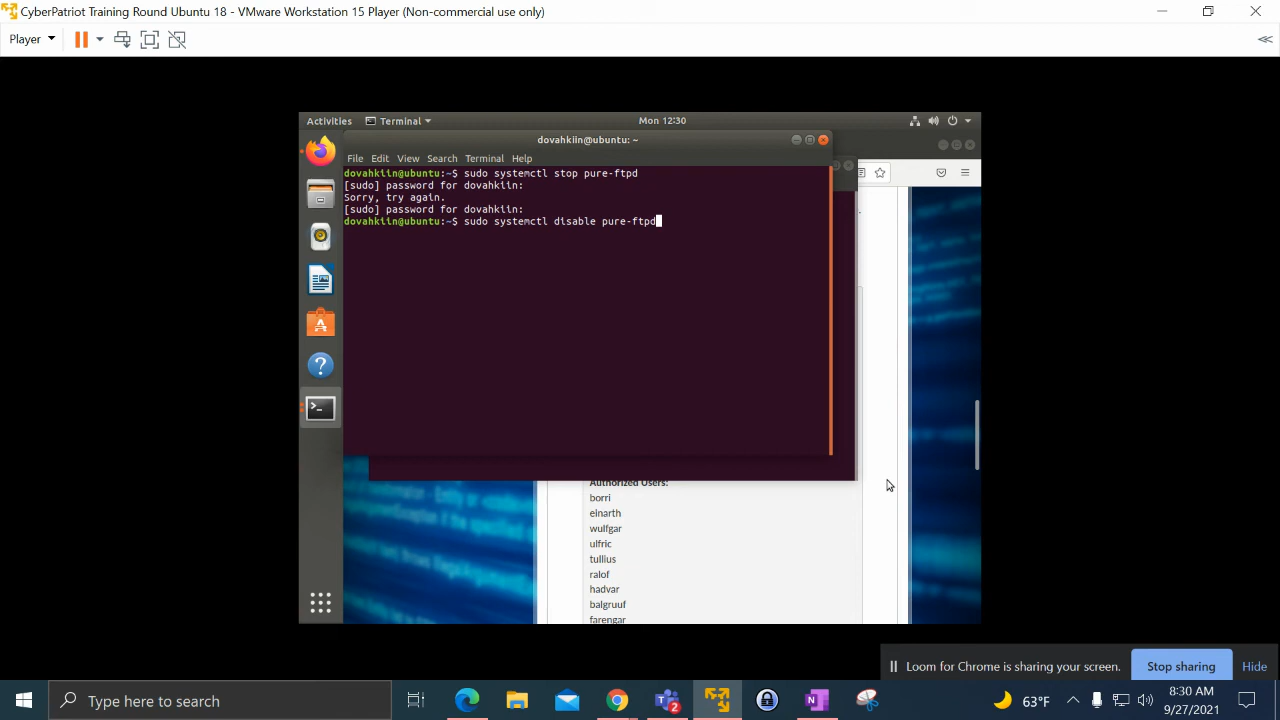 CyberPatriot Training Round Ubuntu 18 - VMware Workstation 15 Player (Non-commercial use only)
Player
Activities
Terminal
Mon 12:30
dovahkiin@ubuntu: ~
File Edit View Search Terminal Help
dovahkiin@ubuntu:~$ sudo systemctl stop pure-ftpd
[sudo] password for dovahkiin:
Sorry, try again.
[sudo] password for dovahkiin:
dovahkiin@ubuntu:~$ sudo systemctl disable pure-ftpd
Authorized Users:
borri
einarth
wulfgar
ulfric
tullius
ralof
hadvar
balgruuf
farengar
Loom for Chrome is sharing your screen.
Stop sharing
Hide
Type here to search
2
63°F
8:30 AM
9/27/2021